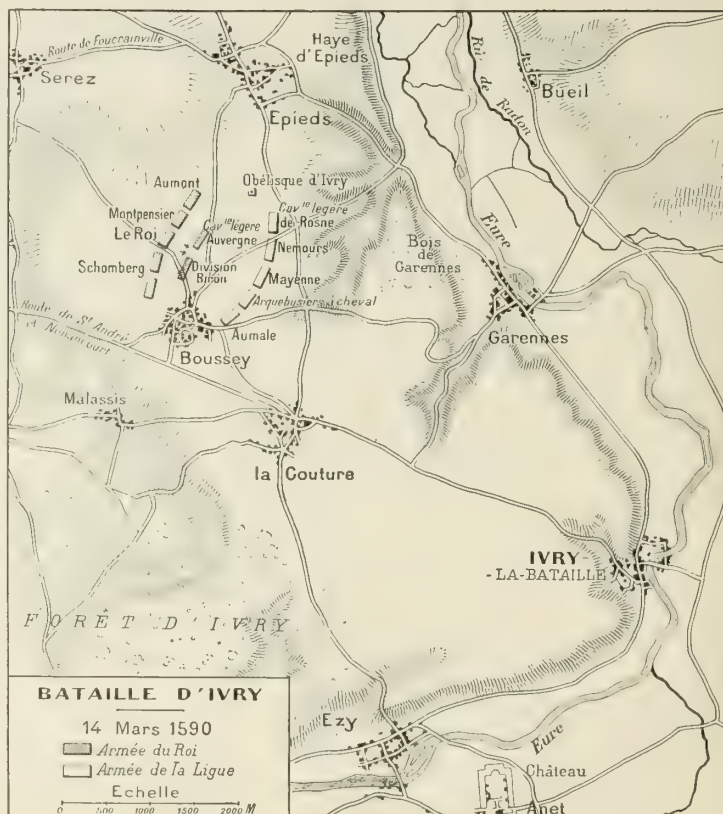 Route de Foucrainville
Serez
Epieds
Haye
d'Epieds
Rau de Radon
Bueil
Eure
Aumont
Montpensier
Le Roi
Schomberg
Cavie légère
Auvergne
Division
Biron
Obélisque d'Ivry
Cavie légère
de Rosne
Nemours
Mayenne
Arquebusiers à cheval
Aumale
Bois
de
Garennes
Garennes
Route de St André
et Nonancourt
Boussey
Malassis
la Couture
IVRY
-LA-BATAILLE
FORÊT D'IVRY
Ezy
Eure
Château
Anet
BATAILLE D'IVRY
14 Mars 1590
Armée du Roi
Armée de la Ligue
Echelle
0 500 1000 1500 2000 M